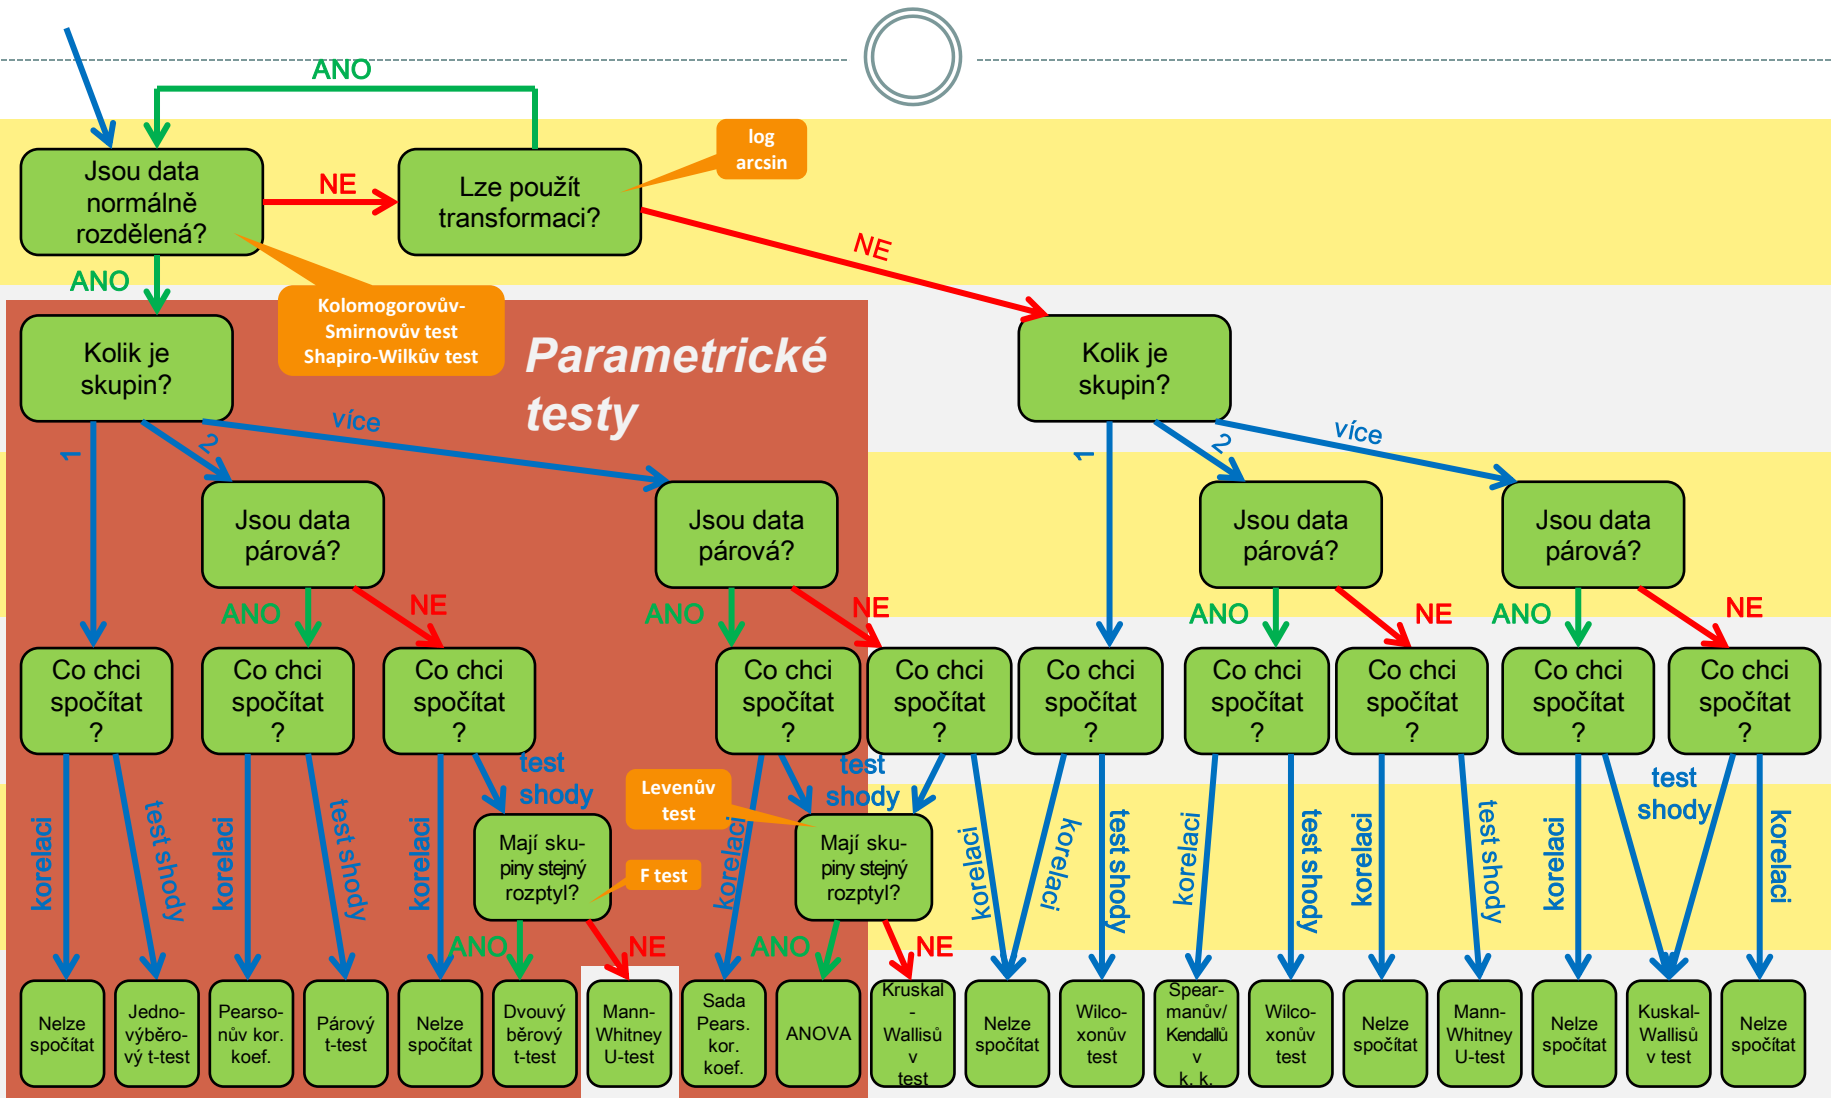 ANO
log
arcsin
Jsou data
normálně
rozdělená?
NE
Lze použít
transformaci?
NE
ANO
Kolomogorovův-
Smirnovův test
Shapiro-Wilkův test
Parametrické
testy
Kolik je
skupin?
Kolik je
skupin?
1
2
více
1
2
více
Jsou data
párová?
Jsou data
párová?
Jsou data
párová?
Jsou data
párová?
ANO
NE
ANO
NE
ANO
NE
ANO
NE
Co chci
spočítat
?
Co chci
spočítat
?
Co chci
spočítat
?
Co chci
spočítat
?
Co chci
spočítat
?
Co chci
spočítat
?
Co chci
spočítat
?
Co chci
spočítat
?
Co chci
spočítat
?
Co chci
spočítat
?
korelaci
test shody
korelaci
test shody
korelaci
test
shody
Levenův
test
korelaci
test
shody
korelaci
korelaci
test shody
korelaci
test shody
korelaci
test shody
korelaci
test
shody
korelaci
Mají sku-
piny stejný
rozptyl?
F test
Mají sku-
piny stejný
rozptyl?
ANO
NE
ANO
NE
Nelze
spočítat
Jedno-
výběro-
vý t-test
Pearso-
nův kor.
koef.
Párový
t-test
Nelze
spočítat
Dvouvý
běrový
t-test
Mann-
Whitney
U-test
Sada
Pears.
kor.
koef.
ANOVA
Kruskal
-
Wallisů
v
test
Nelze
spočítat
Wilco-
xonův
test
Spear-
manův/
Kendallů
v
k. k.
Wilco-
xonův
test
Nelze
spočítat
Mann-
Whitney
U-test
Nelze
spočítat
Kuskal-
Wallisů
v test
Nelze
spočítat